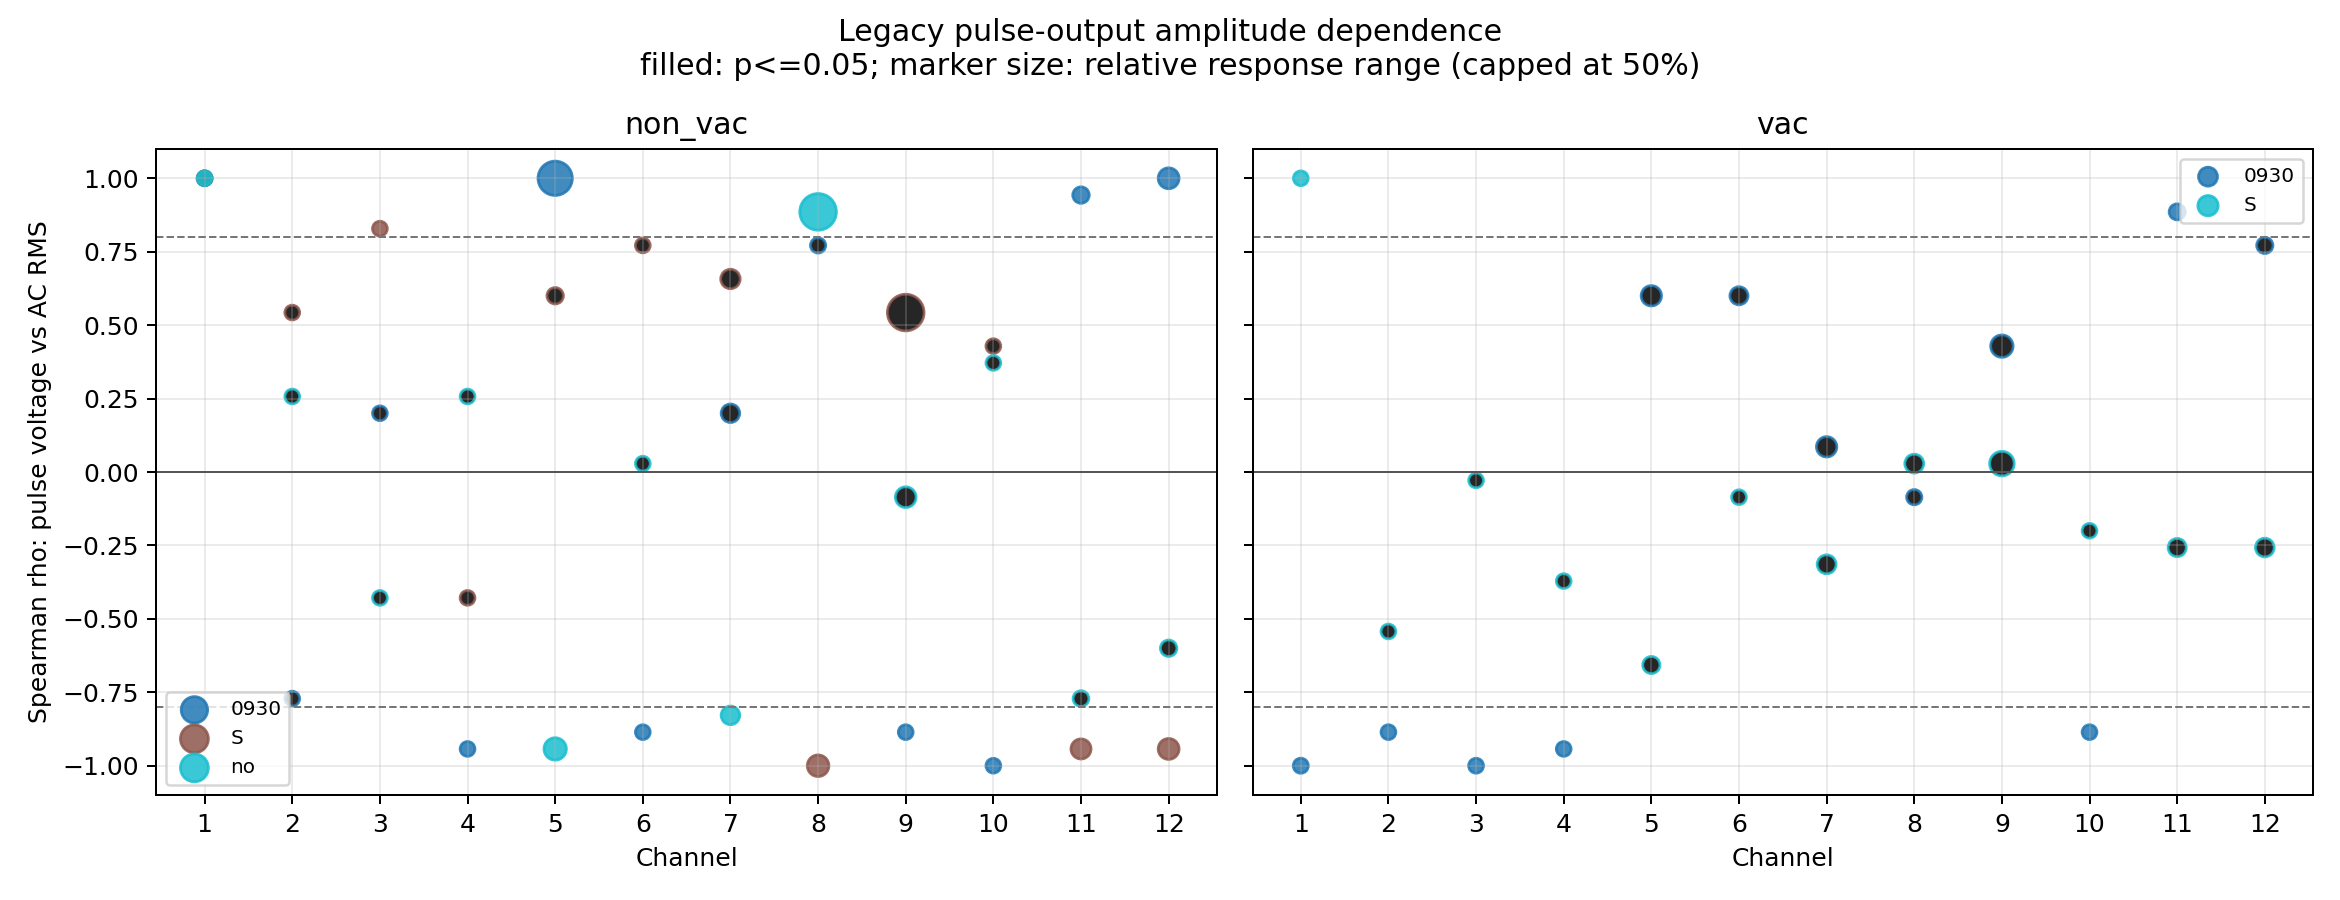 Legacy pulse-output amplitude dependence
filled: p<=0.05; marker size: relative response range (capped at 50%)
non_vac
vac
Spearman rho: pulse voltage vs AC RMS
1.00
0.75
0.50
0.25
0.00
−0.25
−0.50
−0.75
−1.00
0930
S
no
0930
S
1 2 3 4 5 6 7 8 9 10 11 12
1 2 3 4 5 6 7 8 9 10 11 12
Channel
Channel